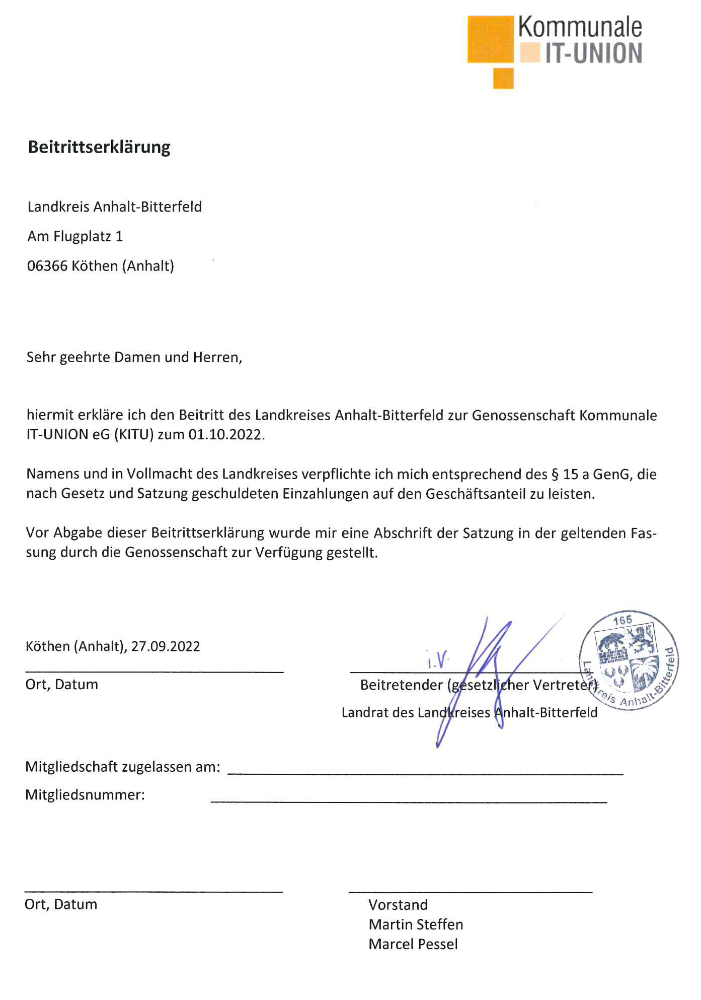 Kommunale
IT-UNION
Beitrittserklärung
Landkreis Anhalt-Bitterfeld
Am Flugplatz 1
06366 Köthen (Anhalt)
Sehr geehrte Damen und Herren,
hiermit erkläre ich den Beitritt des Landkreises Anhalt-Bitterfeld zur Genossenschaft Kommunale
IT-UNION eG (KITU) zum 01.10.2022.
Namens und in Vollmacht des Landkreises verpflichte ich mich entsprechend des § 15 a GenG, die
nach Gesetz und Satzung geschuldeten Einzahlungen auf den Geschäftsanteil zu leisten.
Vor Abgabe dieser Beitrittserklärung wurde mir eine Abschrift der Satzung in der geltenden Fas-
sung durch die Genossenschaft zur Verfügung gestellt.
165
Landkreis Anhalt-Bitterfeld
Köthen (Anhalt), 27.09.2022
i.V.
Ort, Datum
Beitretender (gesetzlicher Vertreter)
Landrat des Landkreises Anhalt-Bitterfeld
Mitgliedschaft zugelassen am:
Mitgliedsnummer:
Ort, Datum
Vorstand
Martin Steffen
Marcel Pessel